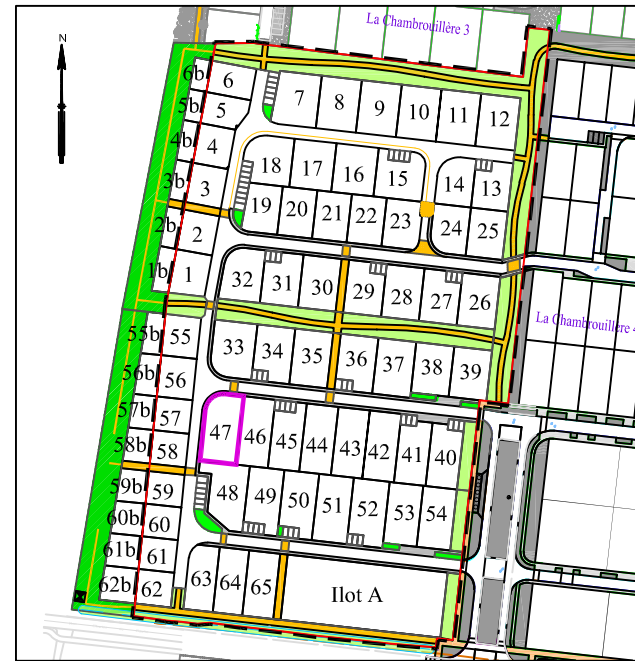 La Chambrouillère 3
N
6b 6 7 8 9 10 11 12
5b 5
4b 4 18 17 16 15 14 13
3b 3 19 20 21 22 23 24 25
2b 2
1b 1 32 31 30 29 28 27 26
La Chambrouillère 4
55b 55 33 34 35 36 37 38 39
56b 56
57b 57 47 46 45 44 43 42 41 40
58b 58
59b 59 48 49 50 51 52 53 54
60b 60
61b 61
62b 62 63 64 65 Ilot A